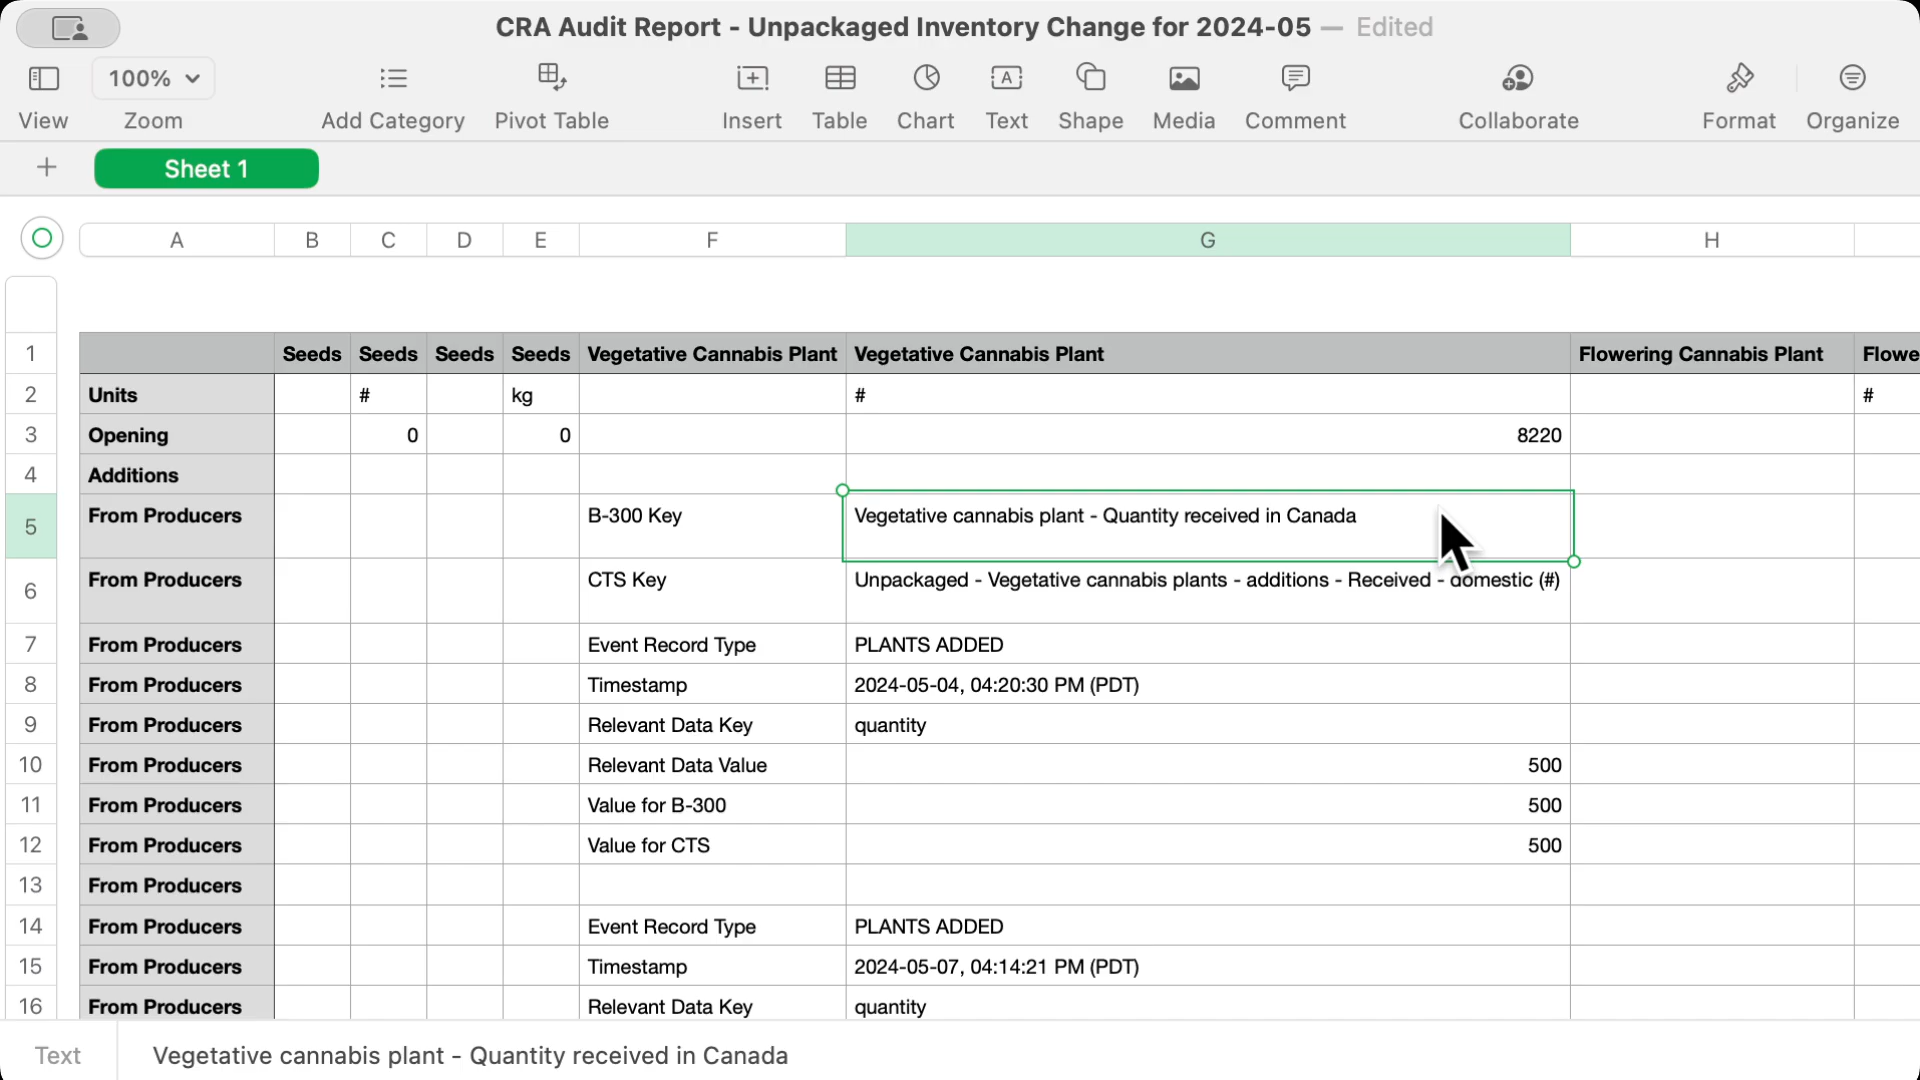 CRA Audit Report - Unpackaged Inventory Change for 2024-05 — Edited
100%
View Zoom Add Category Pivot Table Insert Table Chart Text Shape Media Comment Collaborate Format Organize
+ Sheet 1
A B C D E F G H
1 Seeds Seeds Seeds Seeds Vegetative Cannabis Plant Vegetative Cannabis Plant Flowering Cannabis Plant Flowe
2 Units # kg # #
3 Opening 0 0 8220
4 Additions
5 From Producers B-300 Key Vegetative cannabis plant - Quantity received in Canada
6 From Producers CTS Key Unpackaged - Vegetative cannabis plants - additions - Received - domestic (#)
7 From Producers Event Record Type PLANTS ADDED
8 From Producers Timestamp 2024-05-04, 04:20:30 PM (PDT)
9 From Producers Relevant Data Key quantity
10 From Producers Relevant Data Value 500
11 From Producers Value for B-300 500
12 From Producers Value for CTS 500
13 From Producers
14 From Producers Event Record Type PLANTS ADDED
15 From Producers Timestamp 2024-05-07, 04:14:21 PM (PDT)
16 From Producers Relevant Data Key quantity
Text Vegetative cannabis plant - Quantity received in Canada